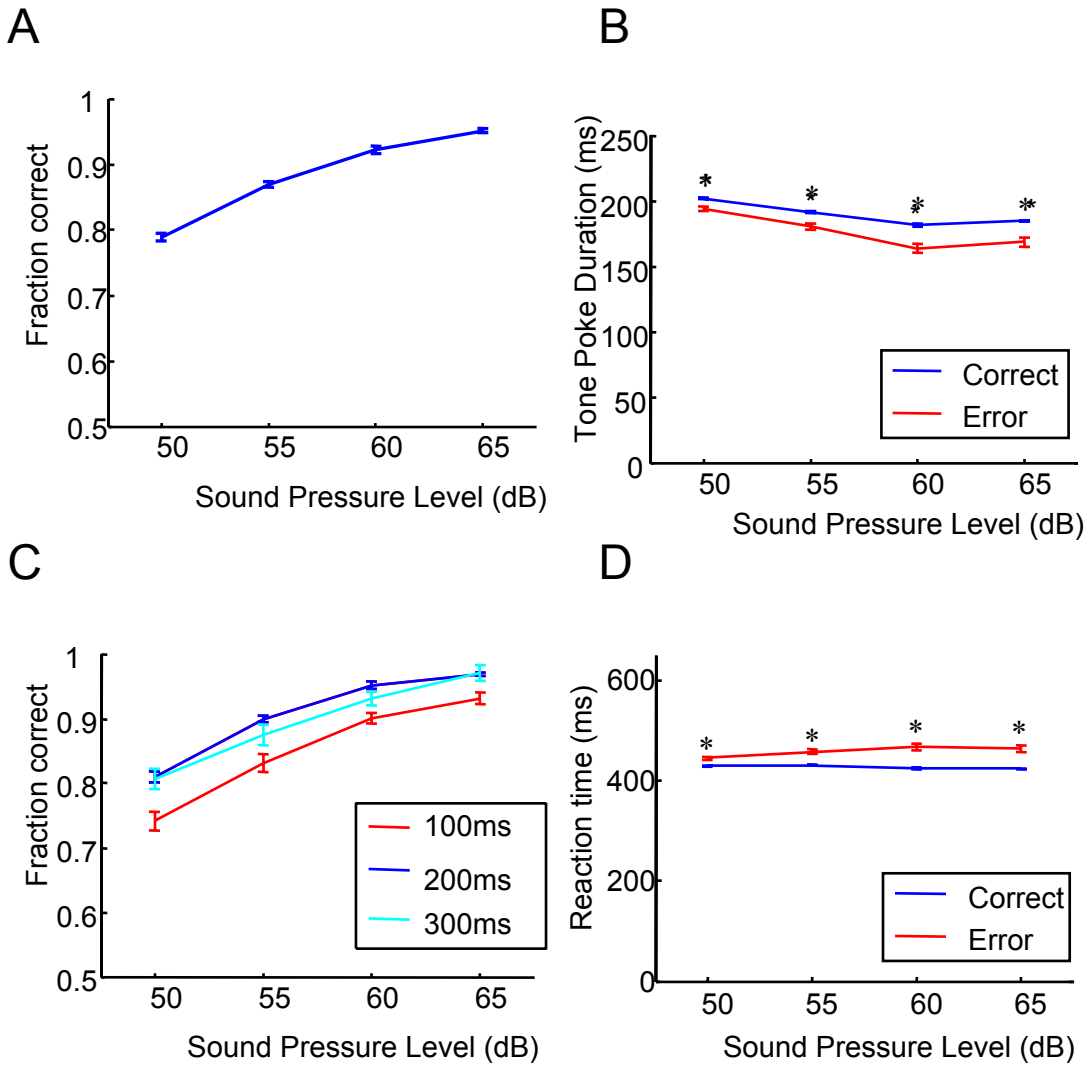 A
Fraction correct
1
0.9
0.8
0.7
0.6
0.5
50 55 60 65
Sound Pressure Level (dB)
B
Tone Poke Duration (ms)
250
200
150
100
50
0
* * * * * * * *
Correct
Error
50 55 60 65
Sound Pressure Level (dB)
C
Fraction correct
1
0.9
0.8
0.7
0.6
0.5
100ms
200ms
300ms
50 55 60 65
Sound Pressure Level (dB)
D
Reaction time (ms)
600
400
200
0
* * * *
Correct
Error
50 55 60 65
Sound Pressure Level (dB)